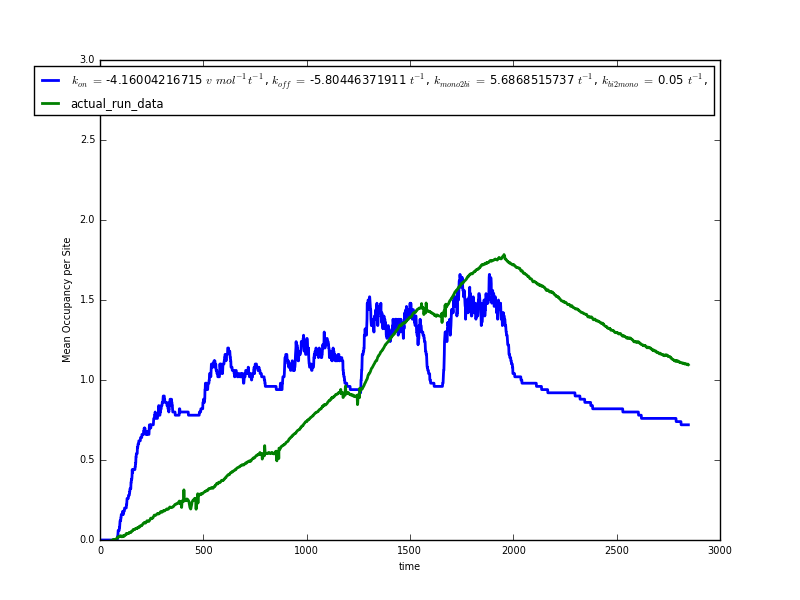 3.0
k_on = -4.16004216715 v mol^-1 t^-1, k_off = -5.80446371911 t^-1, k_mono2bi = 5.6868515737 t^-1, k_bi2mono = 0.05 t^-1,
actual_run_data
2.5
2.0
1.5
1.0
0.5
0.0
Mean Occupancy per Site
0 500 1000 1500 2000 2500 3000
time